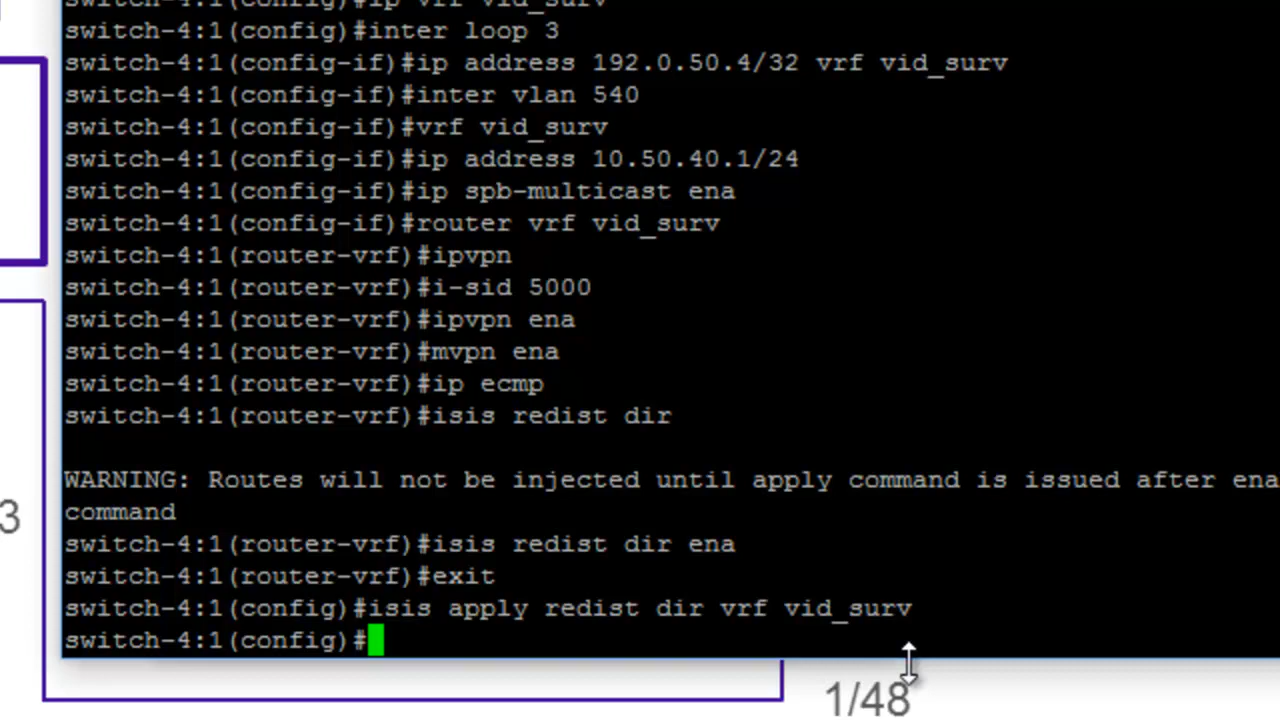 switch-4:1(config)#ip vrf vid_surv
switch-4:1(config)#inter loop 3
switch-4:1(config-if)#ip address 192.0.50.4/32 vrf vid_surv
switch-4:1(config-if)#inter vlan 540
switch-4:1(config-if)#vrf vid_surv
switch-4:1(config-if)#ip address 10.50.40.1/24
switch-4:1(config-if)#ip spb-multicast ena
switch-4:1(config-if)#router vrf vid_surv
switch-4:1(router-vrf)#ipvpn
switch-4:1(router-vrf)#i-sid 5000
switch-4:1(router-vrf)#ipvpn ena
switch-4:1(router-vrf)#mvpn ena
switch-4:1(router-vrf)#ip ecmp
switch-4:1(router-vrf)#isis redist dir
WARNING: Routes will not be injected until apply command is issued after ena
command
switch-4:1(router-vrf)#isis redist dir ena
switch-4:1(router-vrf)#exit
switch-4:1(config)#isis apply redist dir vrf vid_surv
switch-4:1(config)#
3
1/48